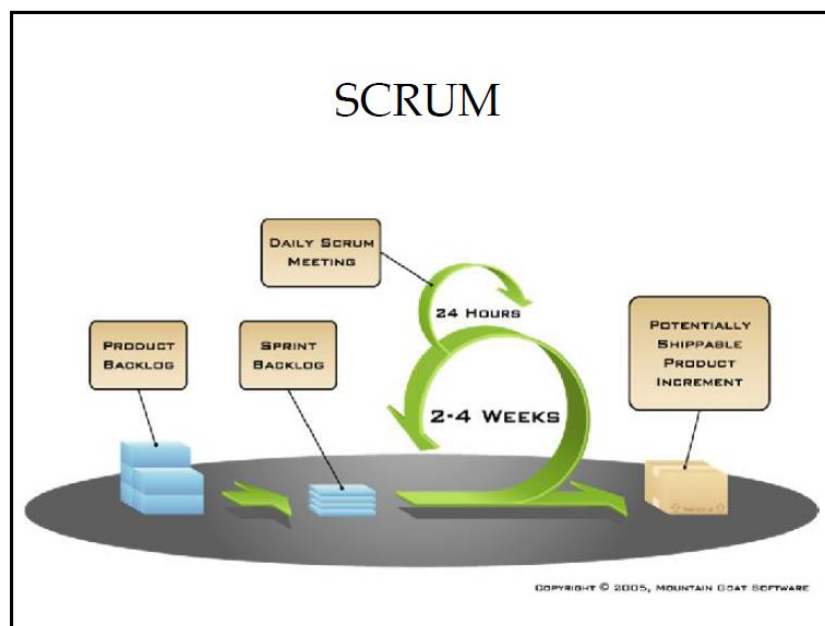 SCRUM
DAILY SCRUM
MEETING
24 HOURS
PRODUCT
BACKLOG
SPRINT
BACKLOG
POTENTIALLY
SHIPPABLE
PRODUCT
INCREMENT
2-4 WEEKS
COPYRIGHT © 2005, MOUNTAIN GOAT SOFTWARE